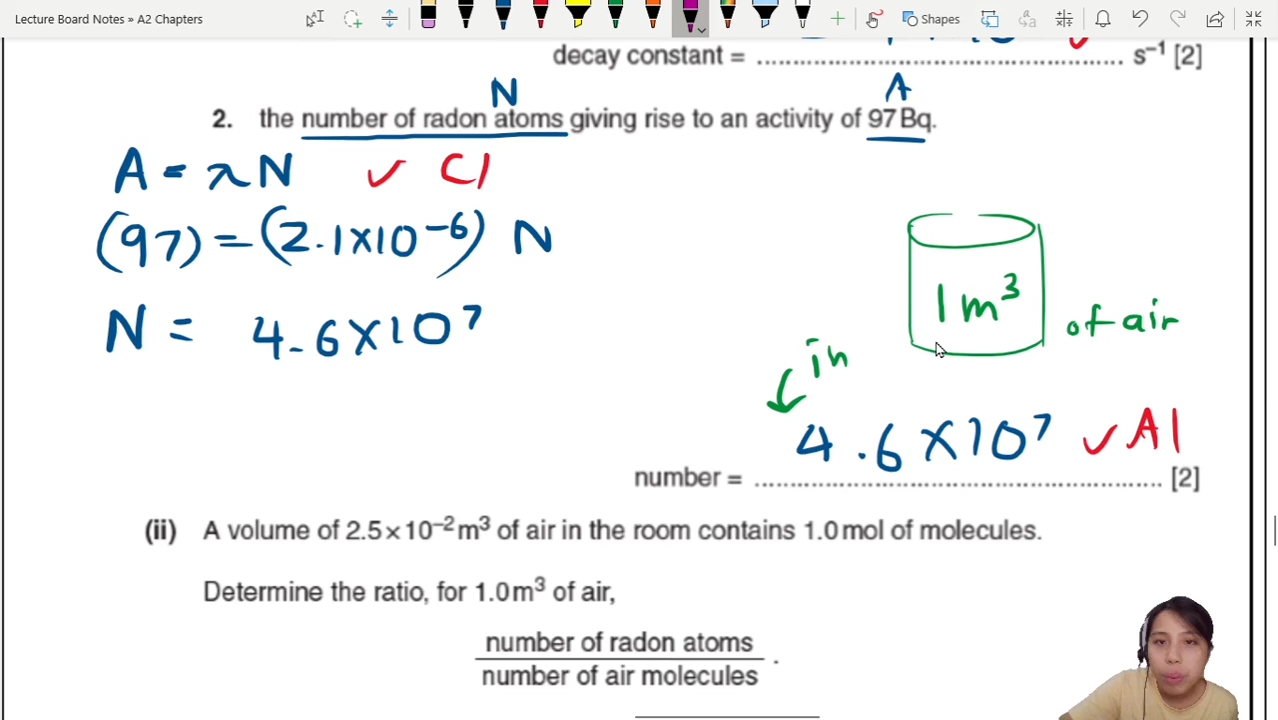 Lecture Board Notes » A2 Chapters
Shapes
decay constant = ........ s⁻¹ [2]
N
A
2. the number of radon atoms giving rise to an activity of 97 Bq.
A = λN ✓ C1
(97) = (2.1×10⁻⁶) N
N = 4.6×10⁷
1 m³
of air
in
4.6×10⁷ ✓ A1
number = ........ [2]
(ii) A volume of 2.5×10⁻² m³ of air in the room contains 1.0 mol of molecules.
Determine the ratio, for 1.0 m³ of air,
number of radon atoms
number of air molecules
.